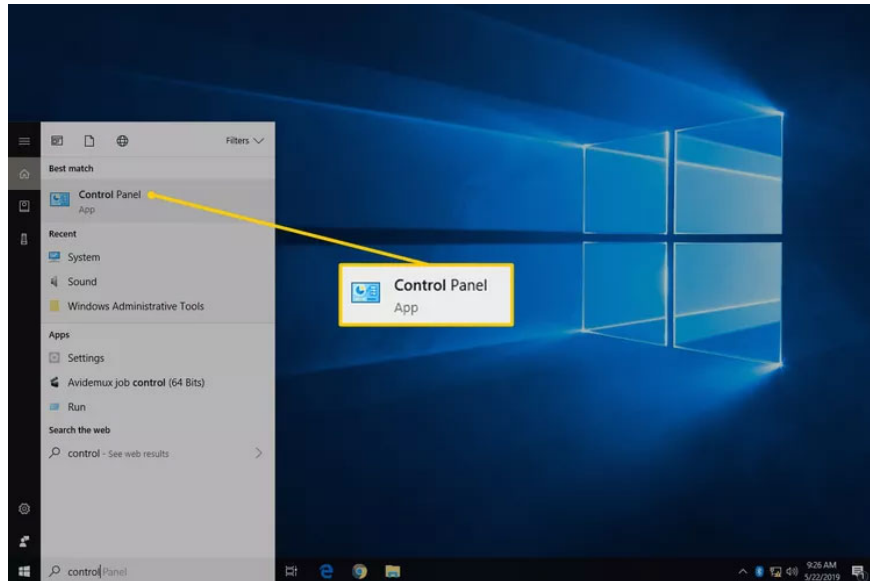 Filters
Best match
Control Panel
App
Recent
System
Sound
Windows Administrative Tools
Apps
Settings
Avidemux job control (64 Bits)
Run
Search the web
control - See web results
control Panel
Control Panel
App
9:26 AM
5/22/2019